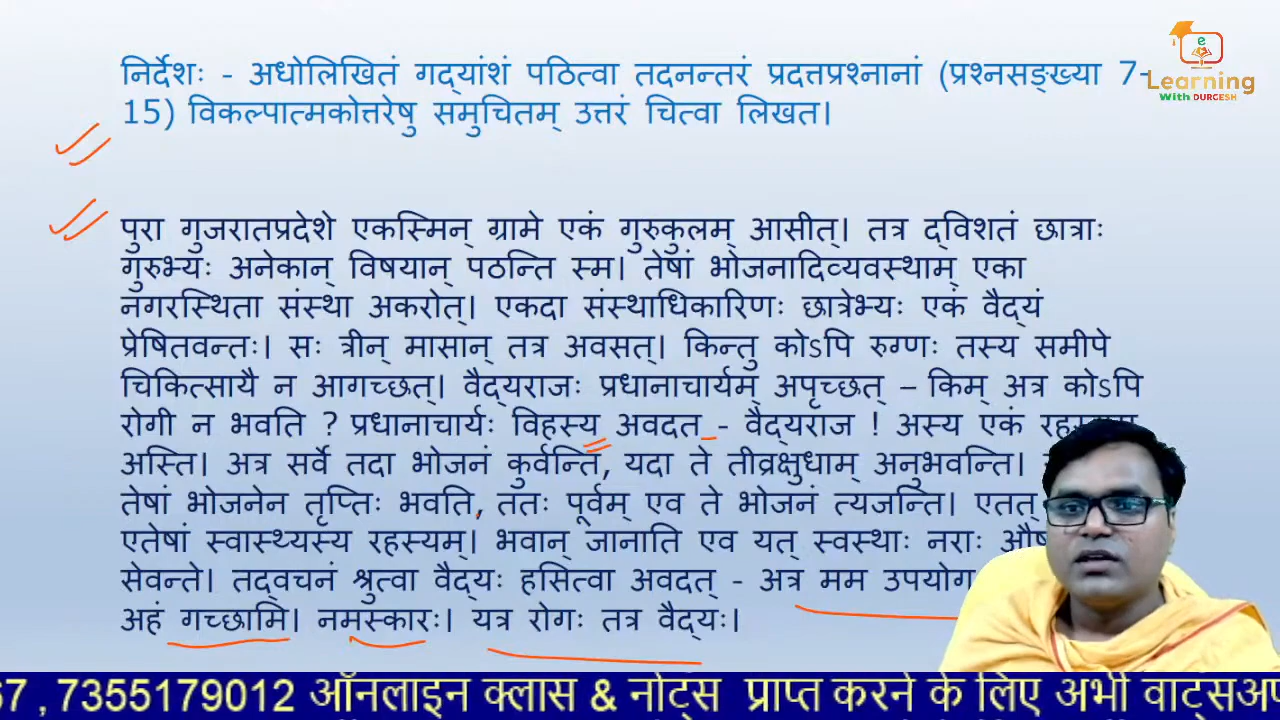 निर्देशः - अधोलिखितं गद्यांशं पठित्वा तदनन्तरं प्रदत्तप्रश्नानां (प्रश्नसङ्ख्या 7-
15) विकल्पात्मकोत्तरेषु समुचितम् उत्तरं चित्वा लिखत।
e
Learning
With DURGESH
पुरा गुजरातप्रदेशे एकस्मिन् ग्रामे एकं गुरुकुलम् आसीत्। तत्र द्विशतं छात्राः
गुरुभ्यः अनेकान् विषयान् पठन्ति स्म। तेषां भोजनादिव्यवस्थाम् एका
नगरस्थिता संस्था अकरोत्। एकदा संस्थाधिकारिणः छात्रेभ्यः एकं वैद्यं
प्रेषितवन्तः। सः त्रीन् मासान् तत्र अवसत्। किन्तु कोऽपि रुग्णः तस्य समीपे
चिकित्सायै न आगच्छत्। वैद्यराजः प्रधानाचार्यम् अपृच्छत् – किम् अत्र कोऽपि
रोगी न भवति ? प्रधानाचार्यः विहस्य अवदत - वैद्यराज ! अस्य एकं
अस्ति। अत्र सर्वे तदा भोजनं कुर्वन्ति, यदा ते तीव्रक्षुधाम् अनुभवन्ति।
तेषां भोजनेन तृप्तिः भवति, ततः पूर्वम् एव ते भोजनं त्यजन्ति। एतत्
एतेषां स्वास्थ्यस्य रहस्यम्। भवान् जानाति एव यत् स्वस्थाः नराः
सेवन्ते। तद्वचनं श्रुत्वा वैद्यः हसित्वा अवदत् - अत्र मम
अहं गच्छामि। नमस्कारः। यत्र रोगः तत्र वैद्यः।
7355179012 ऑनलाइन क्लास & नोट्स प्राप्त करने के लिए अभी